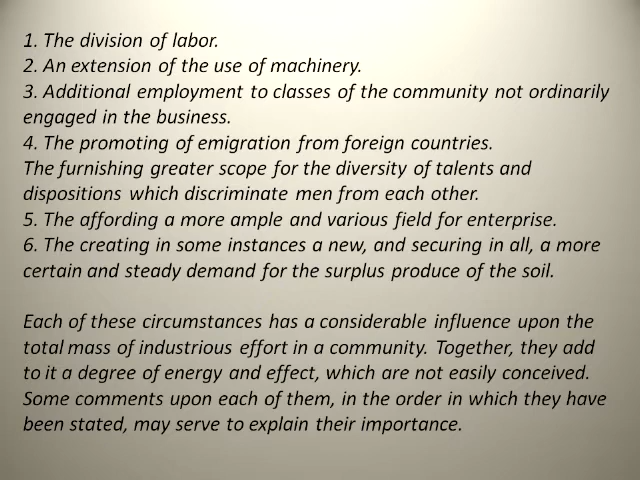 1. The division of labor.
2. An extension of the use of machinery.
3. Additional employment to classes of the community not ordinarily
engaged in the business.
4. The promoting of emigration from foreign countries.
The furnishing greater scope for the diversity of talents and
dispositions which discriminate men from each other.
5. The affording a more ample and various field for enterprise.
6. The creating in some instances a new, and securing in all, a more
certain and steady demand for the surplus produce of the soil.

Each of these circumstances has a considerable influence upon the
total mass of industrious effort in a community. Together, they add
to it a degree of energy and effect, which are not easily conceived.
Some comments upon each of them, in the order in which they have
been stated, may serve to explain their importance.